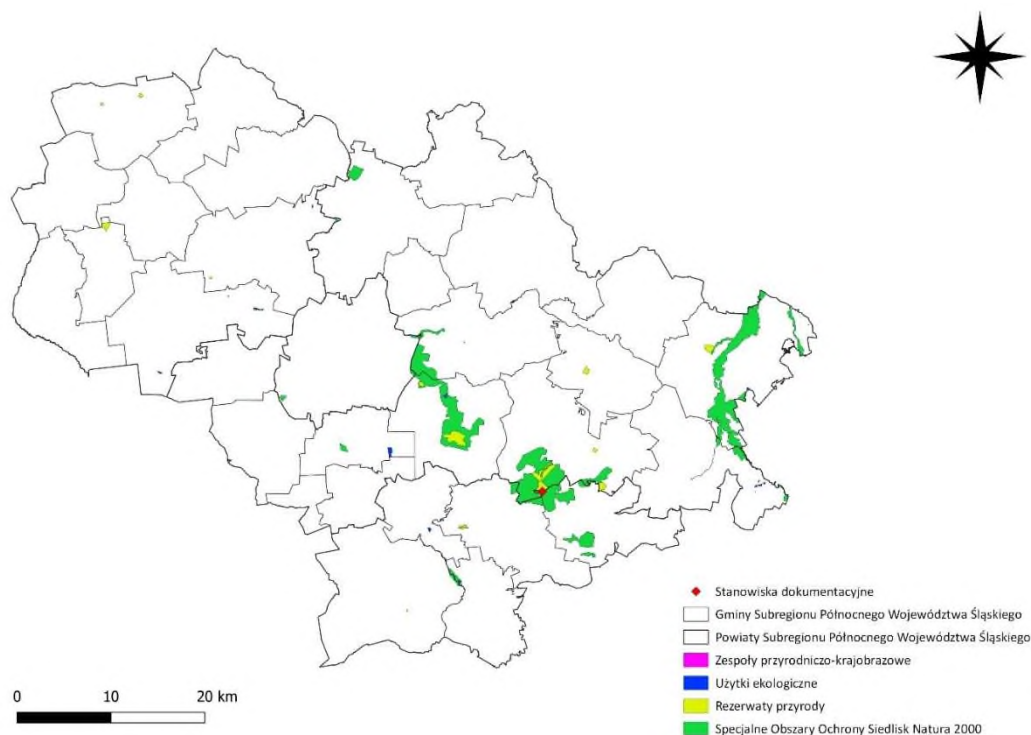 Stanowiska dokumentacyjne
Gminy Subregionu Północnego Województwa Śląskiego
Powiaty Subregionu Północnego Województwa Śląskiego
Zespoły przyrodniczo-krajobrazowe
Użytki ekologiczne
Rezerwaty przyrody
Specjalne Obszary Ochrony Siedlisk Natura 2000
0 10 20 km